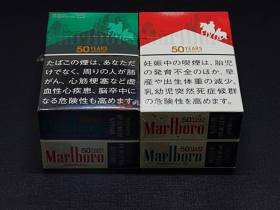 50 YEARS
たばこの煙は、あなた
だけでなく、周りの人が肺
がん、心筋梗塞など虚
血性心疾患、脳卒中に
なる危険性も高めます。
50 YEARS
妊娠中の喫煙は、胎児
の発育不全のほか、早
産や出生体重の減少、
乳幼児突然死症候群
の危険性を高めます。
Marlboro
Marlboro
Marlboro
Marlboro